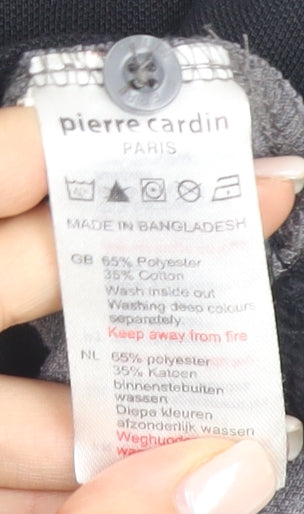 pierre cardin
PARIS
40
MADE IN BANGLADESH
GB 65% Polyester
35% Cotton
Wash inside out
Washing deep colours
separately
Keep away from fire
NL 65% polyester
35% Katoen
binnenstebuiten
wassen
Diepe kleuren
afzonderlijk wassen